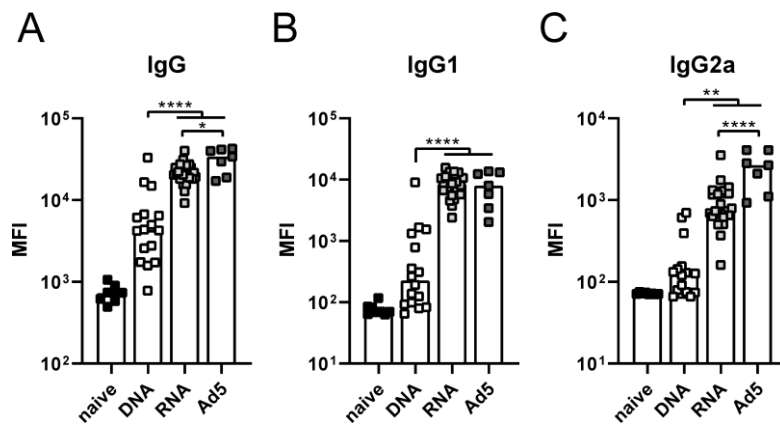 A
IgG
MFI
10⁵
10⁴
10³
10²
****
*
naive
DNA
RNA
Ad5
B
IgG1
MFI
10⁵
10⁴
10³
10²
10¹
****
naive
DNA
RNA
Ad5
C
IgG2a
MFI
10⁴
10³
10²
10¹
**
****
naive
DNA
RNA
Ad5